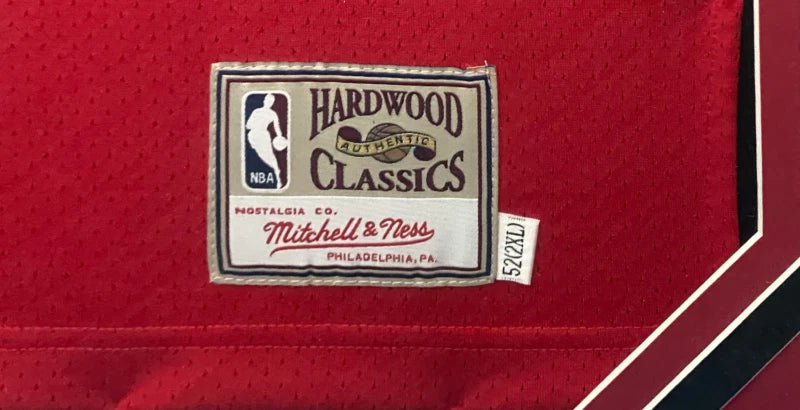 HARDWOOD
AUTHENTIC
CLASSICS
NBA
NOSTALGIA CO.
Mitchell & Ness
PHILADELPHIA, PA.
52(2XL)